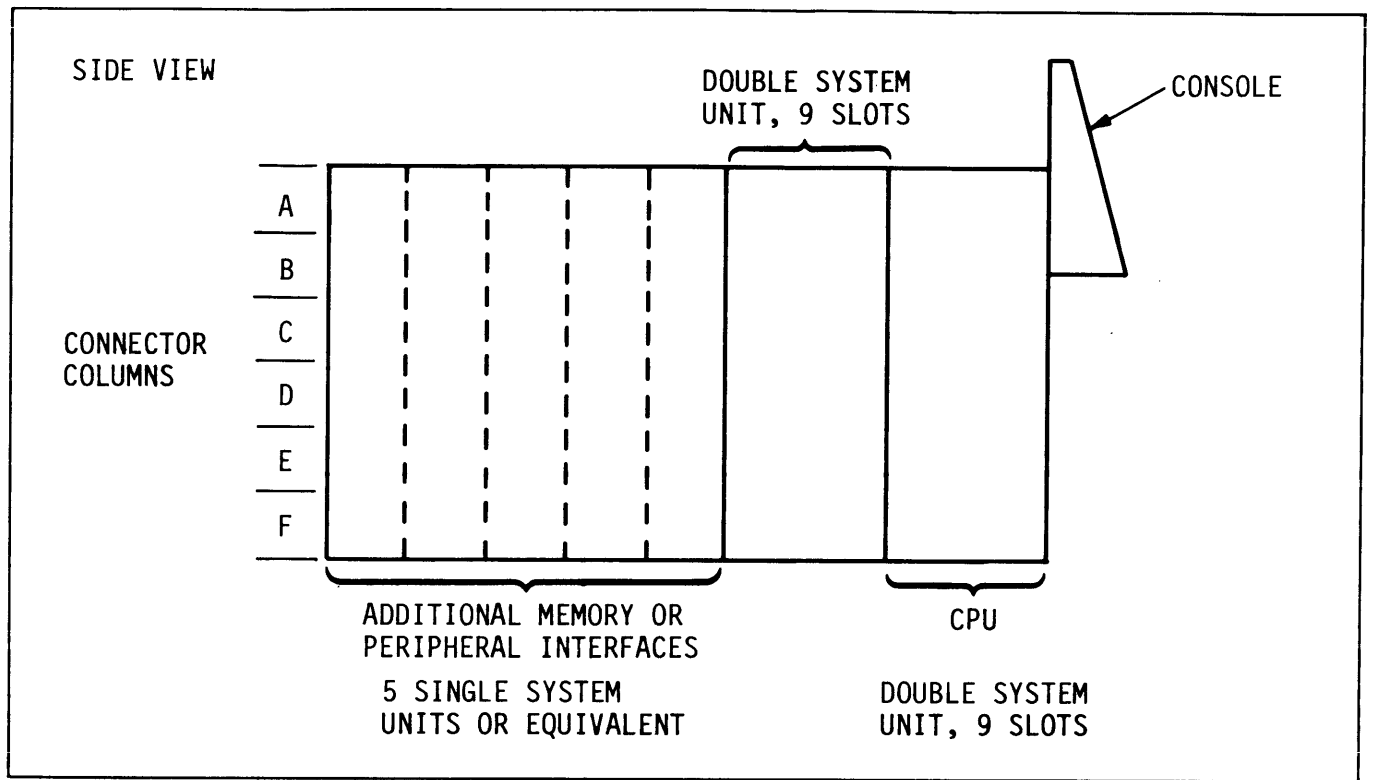 SIDE VIEW
DOUBLE SYSTEM
UNIT, 9 SLOTS
CONSOLE
A
B
C
D
E
F
CONNECTOR
COLUMNS
ADDITIONAL MEMORY OR
PERIPHERAL INTERFACES
5 SINGLE SYSTEM
UNITS OR EQUIVALENT
CPU
DOUBLE SYSTEM
UNIT, 9 SLOTS